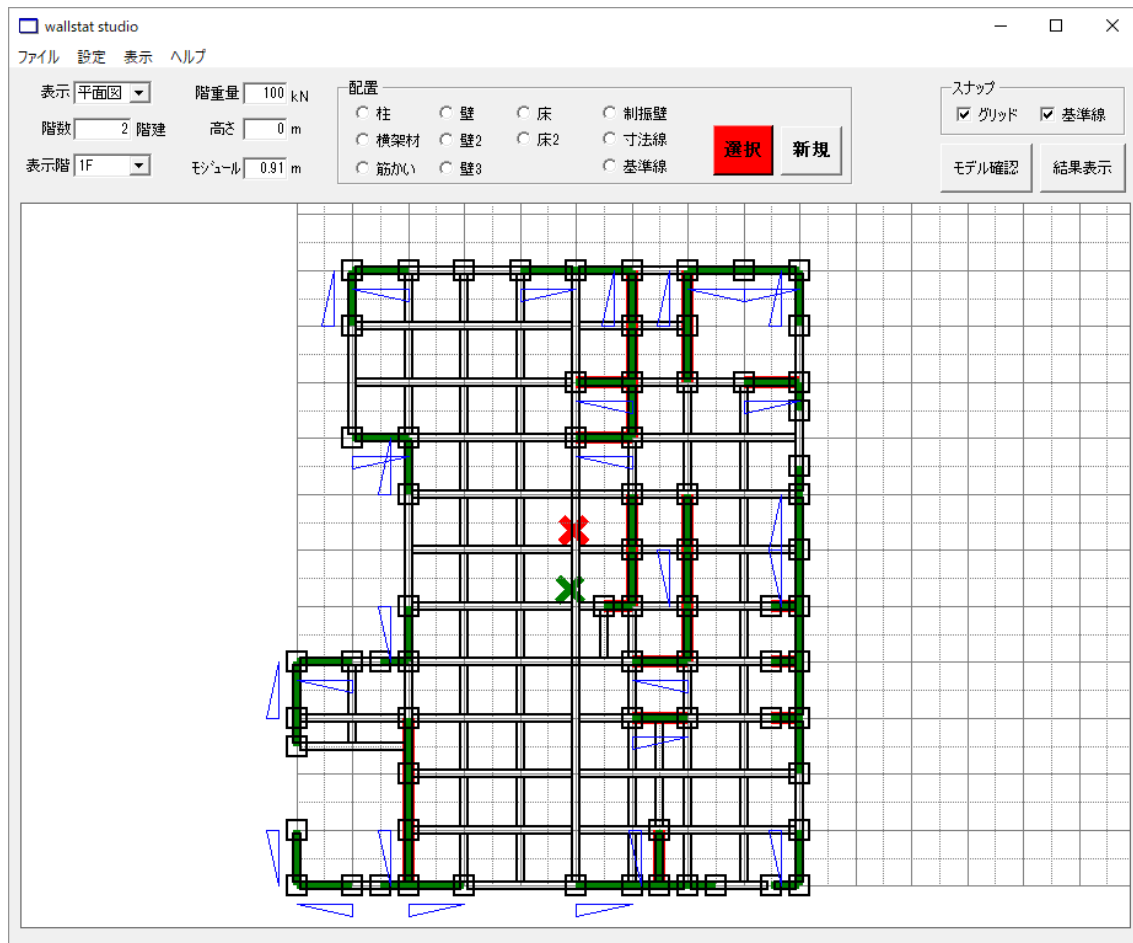 wallstat studio
ファイル 設定 表示 ヘルプ
表示 平面図 階重量 100 kN
階数 2 階建 高さ 0 m
表示階 1F モジュール 0.91 m
配置
柱 壁 床 制振壁
横架材 壁2 床2 寸法線
筋かい 壁3 基準線
選択 新規
スナップ
グリッド 基準線
モデル確認 結果表示